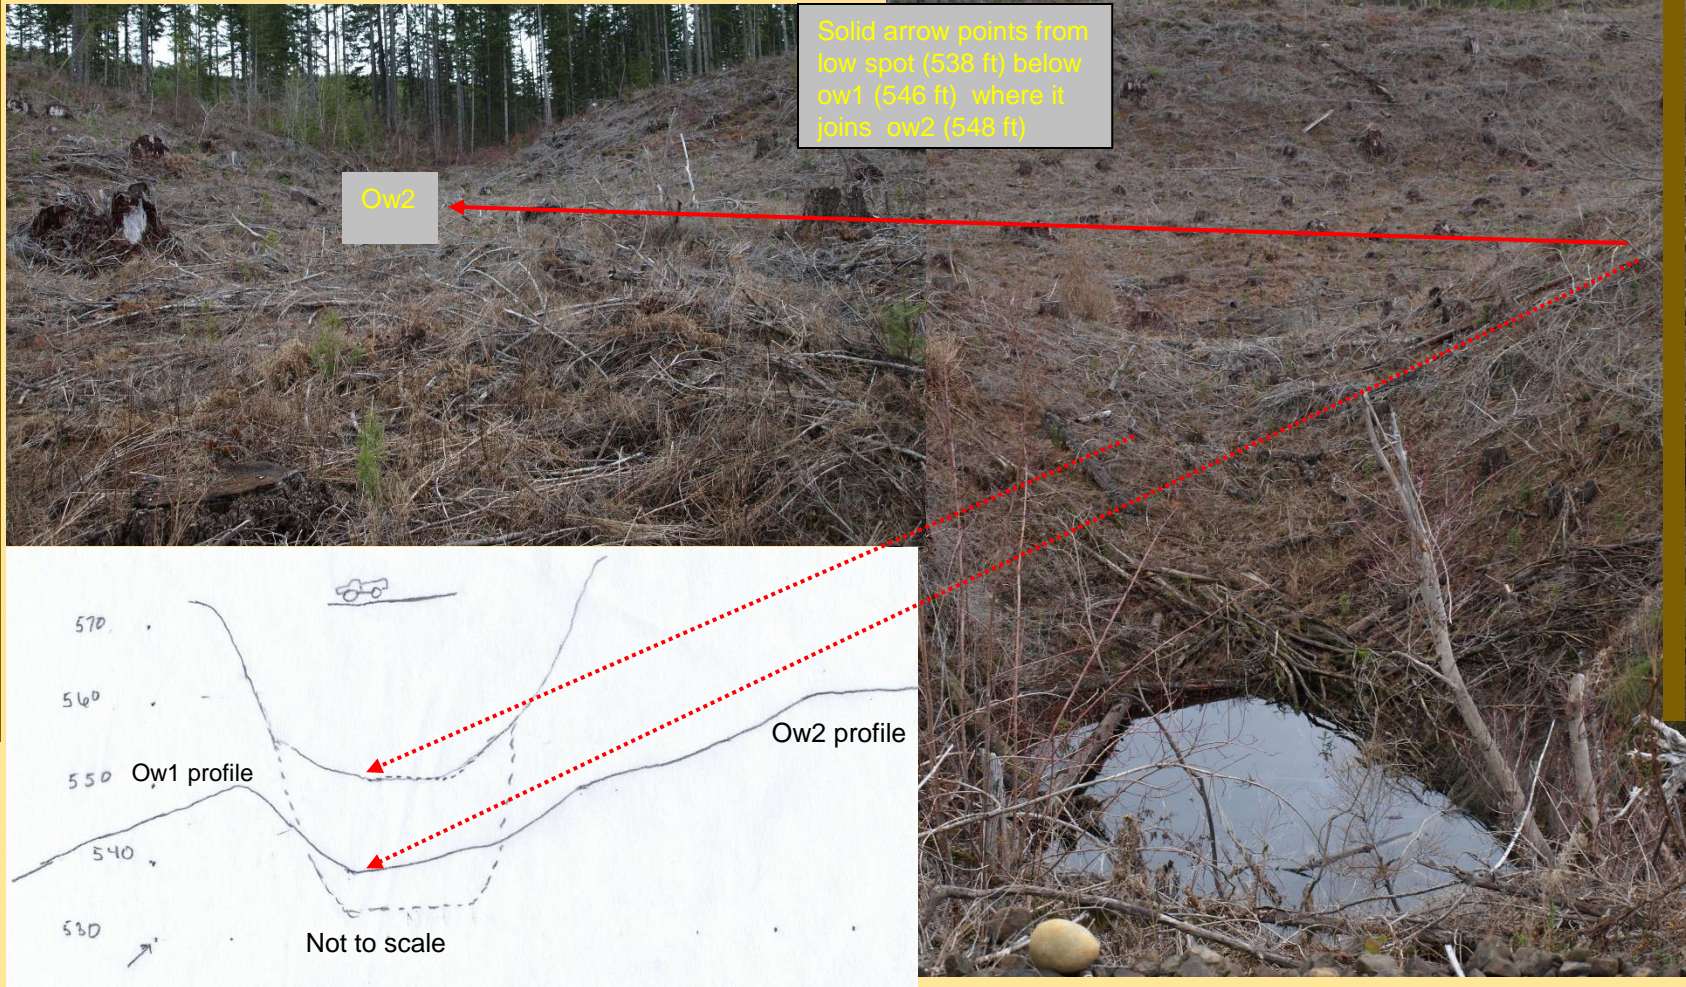 Solid arrow points from
low spot (538 ft) below
ow1 (546 ft) where it
joins ow2 (548 ft)
Ow2
570
560
550
540
530
Ow1 profile
Ow2 profile
Not to scale